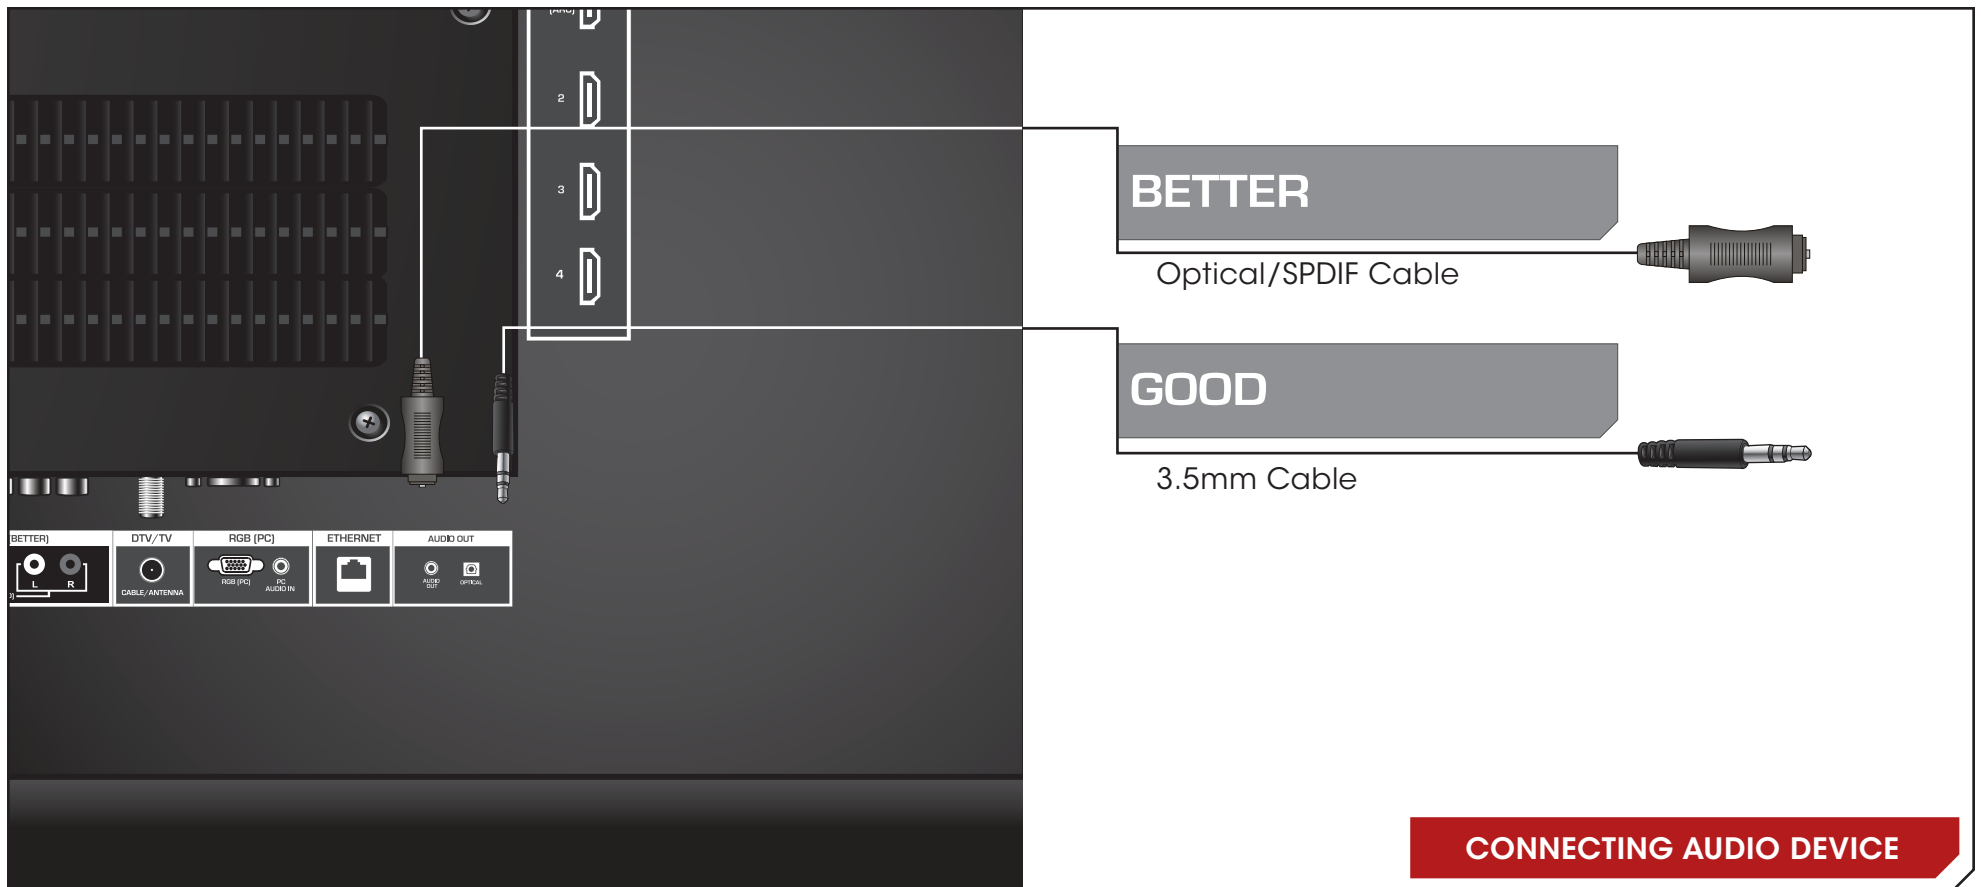 (ARC)
2
3
4
BETTER
Optical/SPDIF Cable
GOOD
3.5mm Cable
BETTER)
DTV/TV
RGB (PC)
ETHERNET
AUDIO OUT
L
R
CABLE/ANTENNA
RGB (PC)
PC
AUDIO IN
AUDIO
OUT
OPTICAL
CONNECTING AUDIO DEVICE